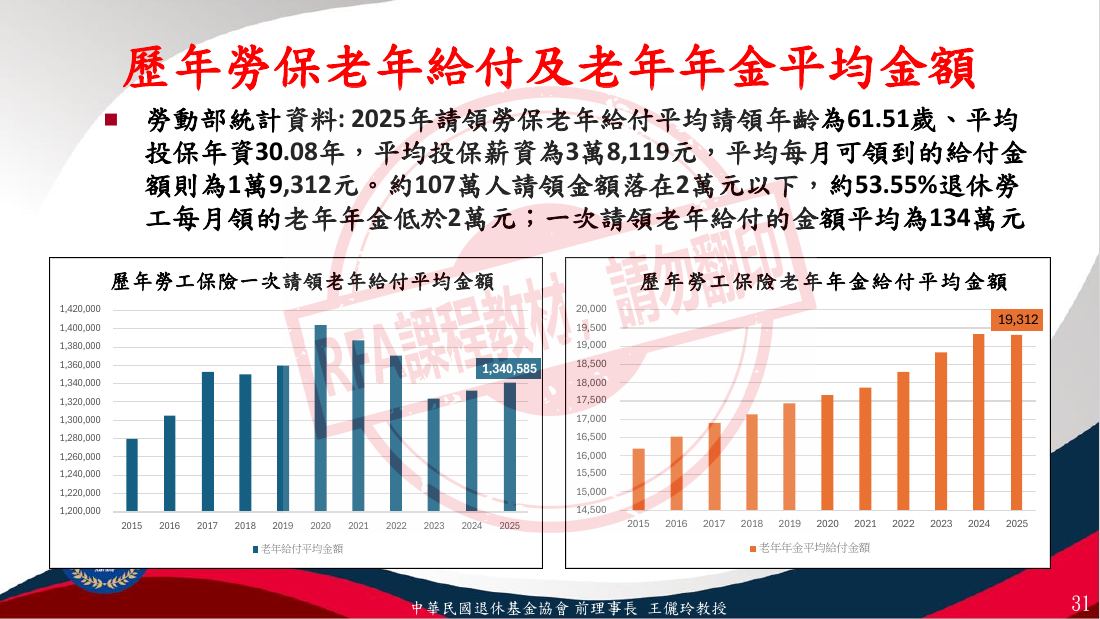 歷年勞保老年給付及老年年金平均金額
■ 勞動部統計資料: 2025年請領勞保老年給付平均請領年齡為61.51歲、平均
投保年資30.08年，平均投保薪資為3萬8,119元，平均每月可領到的給付金
額則為1萬9,312元。約107萬人請領金額落在2萬元以下，約53.55%退休勞
工每月領的老年年金低於2萬元；一次請領老年給付的金額平均為134萬元
歷年勞工保險一次請領老年給付平均金額
1,420,000
1,400,000
1,380,000
1,360,000
1,340,000
1,320,000
1,300,000
1,280,000
1,260,000
1,240,000
1,220,000
1,200,000
1,340,585
2015 2016 2017 2018 2019 2020 2021 2022 2023 2024 2025
老年給付平均金額
歷年勞工保險老年年金給付平均金額
20,000
19,500
19,000
18,500
18,000
17,500
17,000
16,500
16,000
15,500
15,000
14,500
19,312
2015 2016 2017 2018 2019 2020 2021 2022 2023 2024 2025
老年年金平均給付金額
RFA課程教材，請勿翻印
中華民國退休基金協會 前理事長 王儷玲教授
31